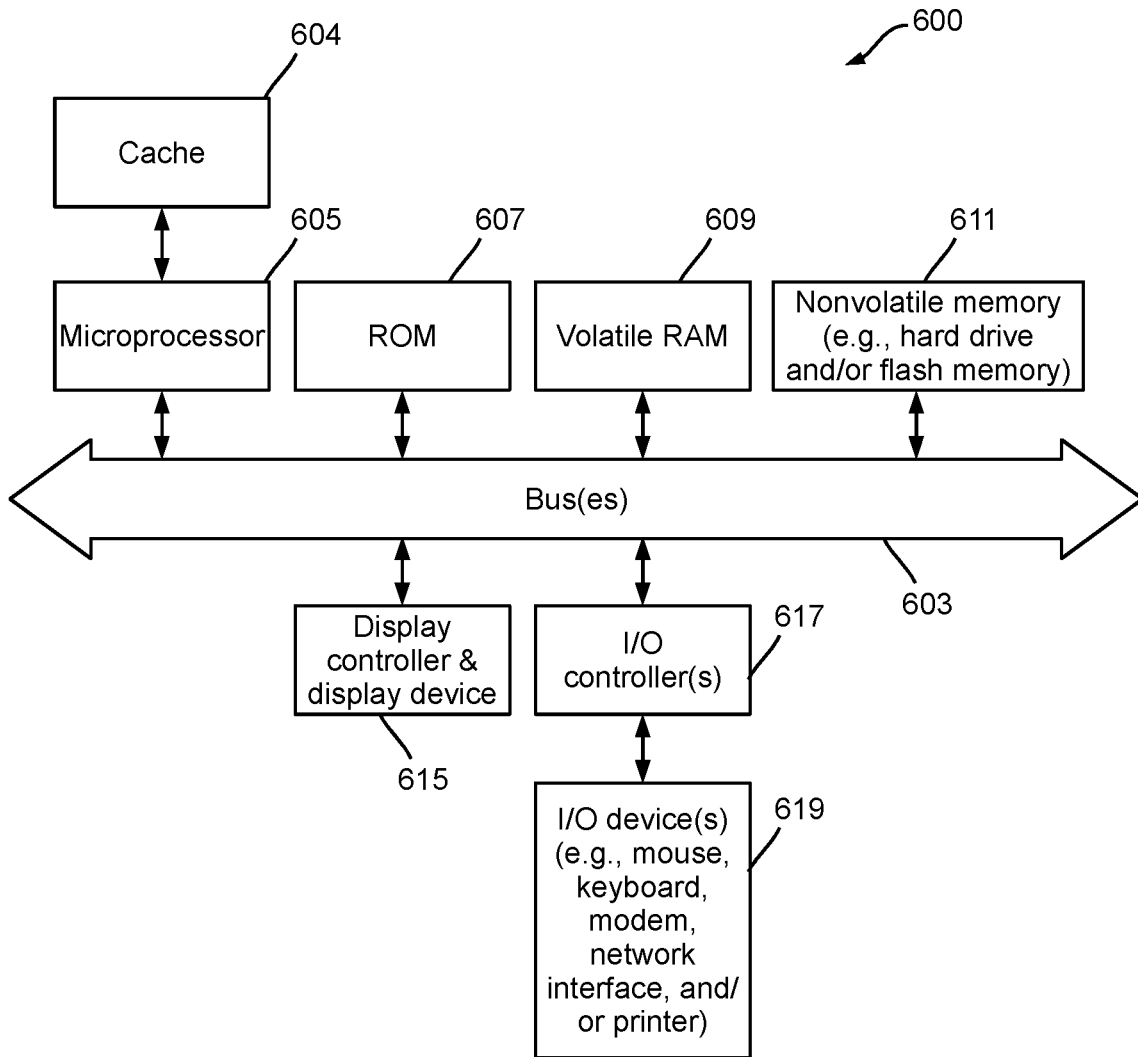 600
604
Cache
605
607
609
611
Microprocessor
ROM
Volatile RAM
Nonvolatile memory
(e.g., hard drive
and/or flash memory)
Bus(es)
603
Display
controller &
display device
615
I/O
controller(s)
617
I/O device(s)
(e.g., mouse,
keyboard,
modem,
network
interface, and/
or printer)
619